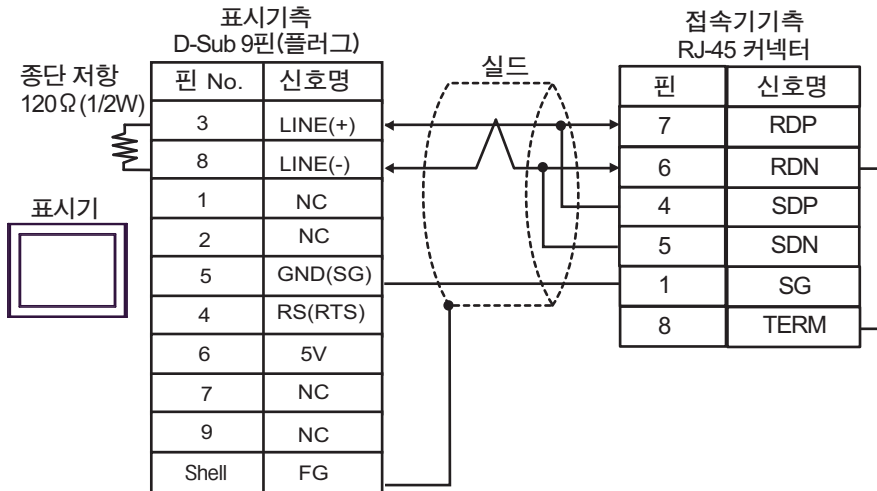 표시기측
D-Sub 9핀(플러그)
접속기기측
RJ-45 커넥터
종단 저항
120Ω(1/2W)
실드
표시기
핀 No. 신호명
3 LINE(+)
8 LINE(-)
1 NC
2 NC
5 GND(SG)
4 RS(RTS)
6 5V
7 NC
9 NC
Shell FG
핀 신호명
7 RDP
6 RDN
4 SDP
5 SDN
1 SG
8 TERM